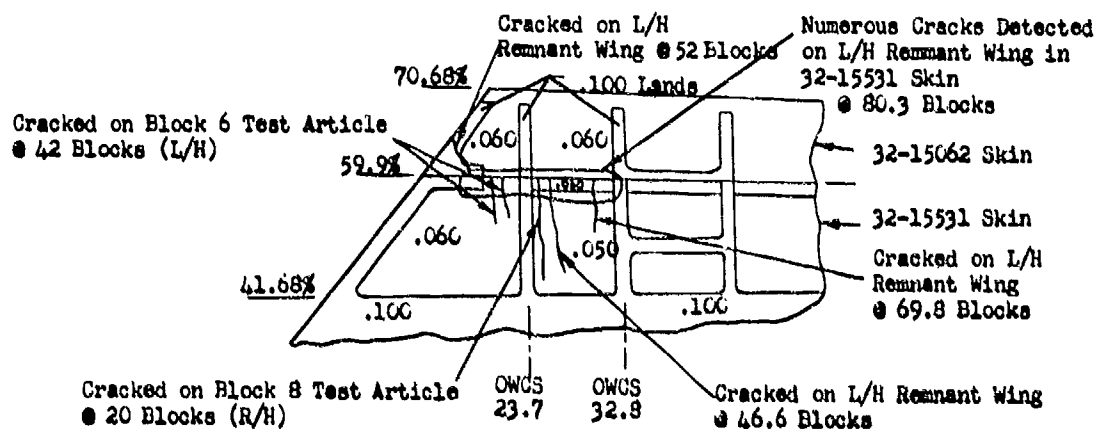 Cracked on L/H
Remnant Wing @ 52 Blocks
Numerous Cracks Detected
on L/H Remnant Wing in
32-15531 Skin
@ 80.3 Blocks
70.68%
.100 Lands
Cracked on Block 6 Test Article
@ 42 Blocks (L/H)
.060
.060
59.9%
32-15062 Skin
32-15531 Skin
.060
.050
Cracked on L/H
Remnant Wing
@ 69.8 Blocks
41.68%
.100
.100
Cracked on Block 8 Test Article
@ 20 Blocks (R/H)
OWCS
23.7
OWCS
32.8
Cracked on L/H Remnant Wing
@ 46.6 Blocks